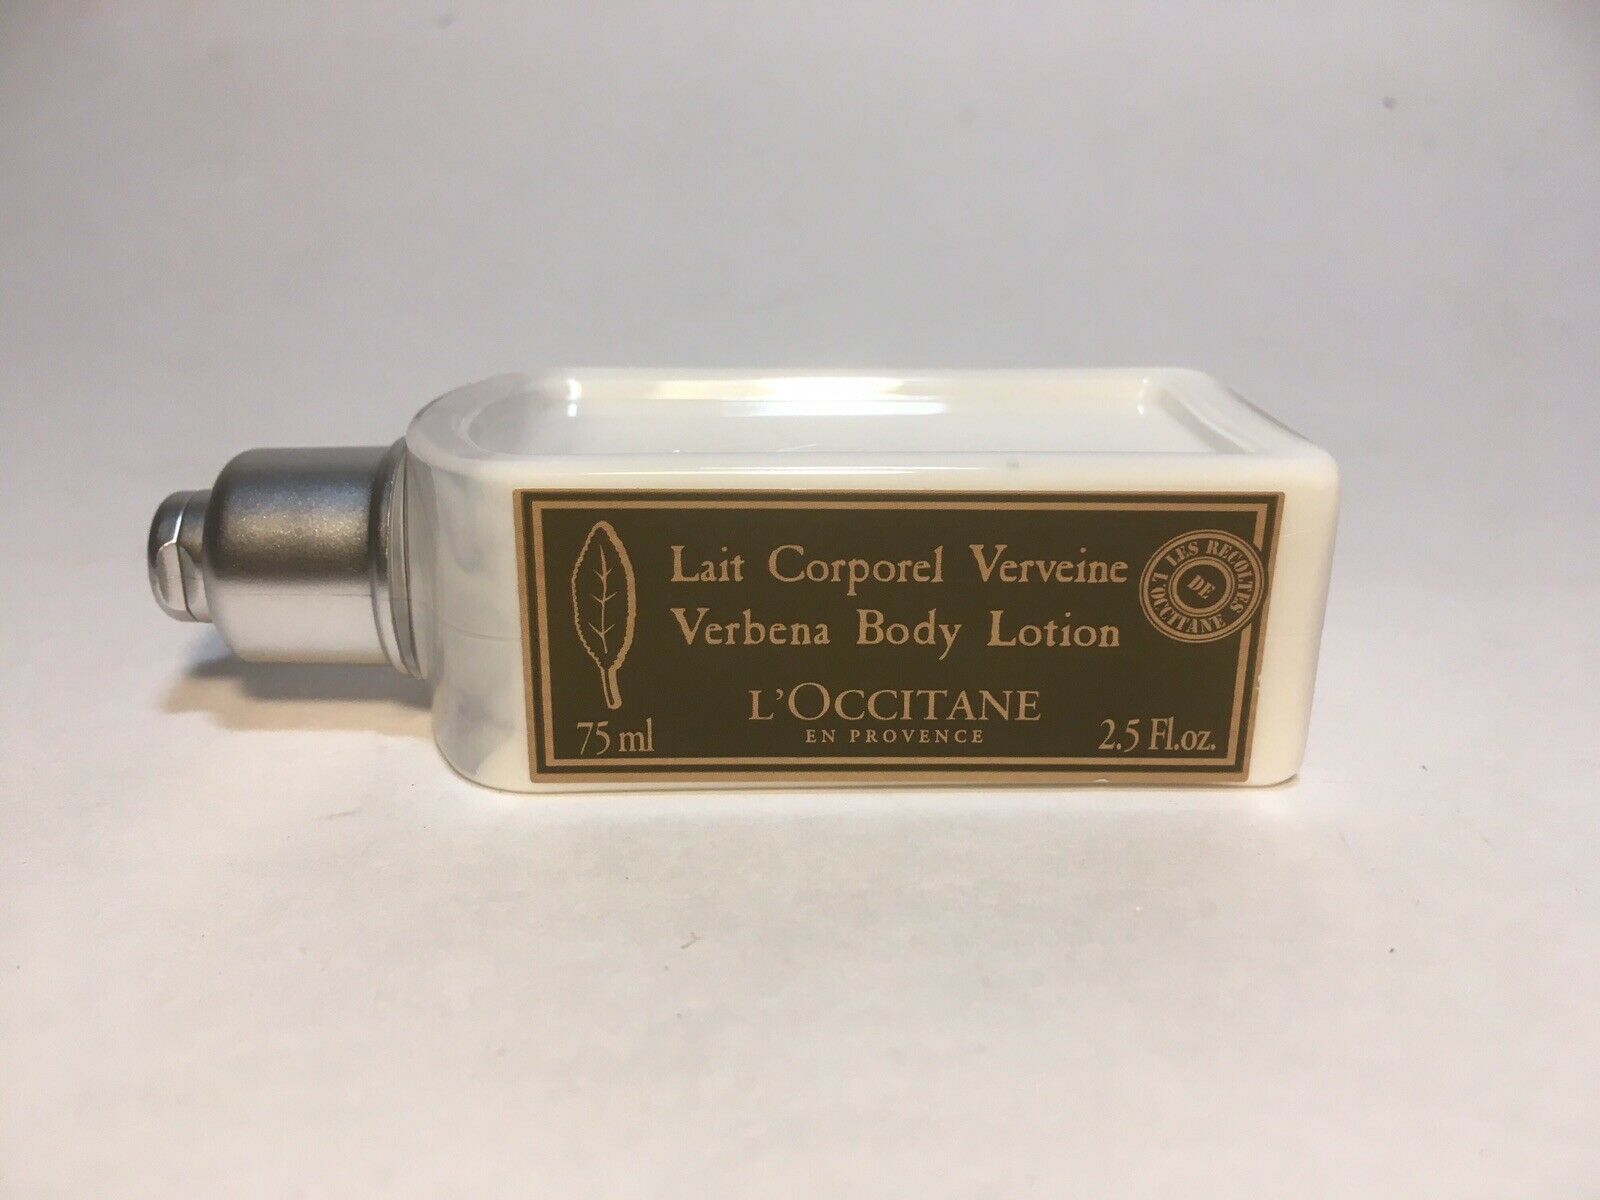 Lait Corporel Verveine
Verbena Body Lotion
L'OCCITANE
EN PROVENCE
75 ml
2.5 Fl.oz.
LES RECOLTES
DE
L'OCCITANE